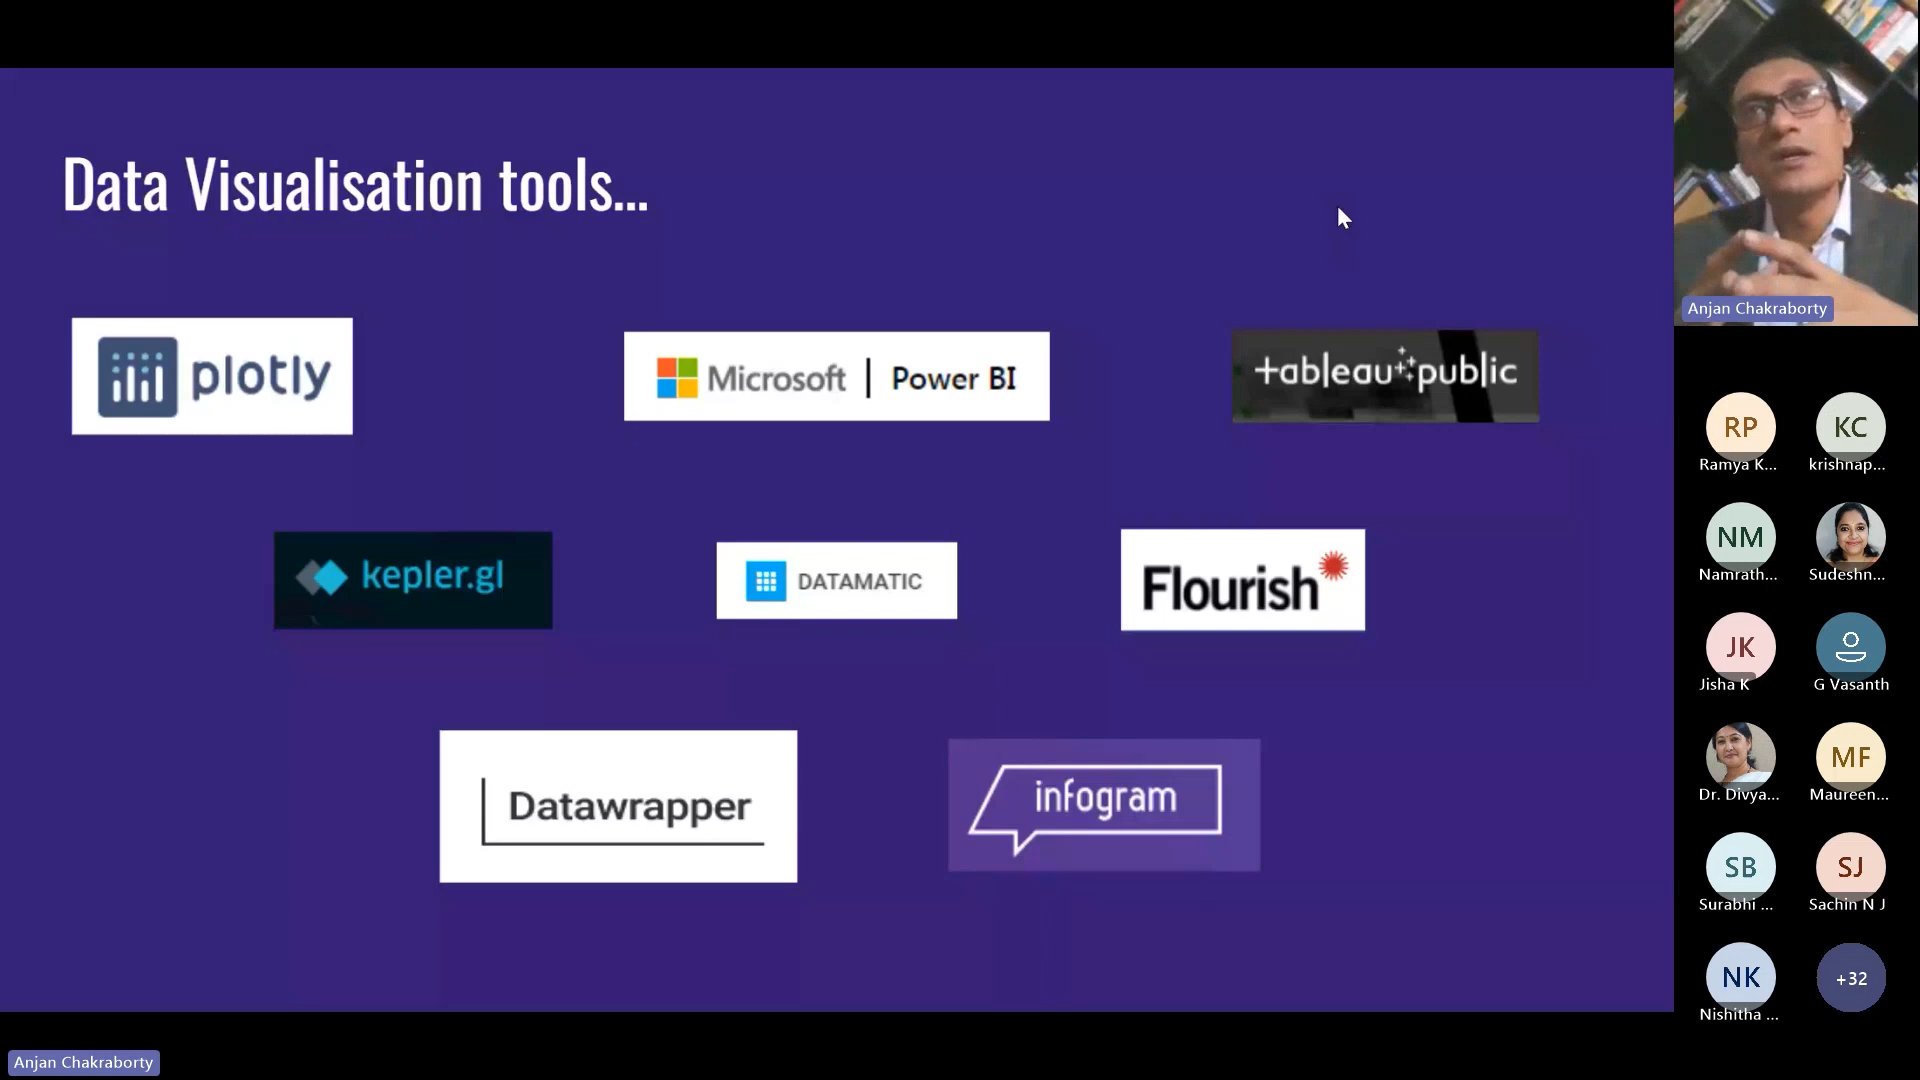 Data Visualisation tools...
plotly
Microsoft | Power BI
+ableau public
kepler.gl
DATAMATIC
Flourish
Datawrapper
infogram
Anjan Chakraborty
RP
KC
Ramya K...
krishnap...
NM
Namrath...
Sudeshn...
JK
Jisha K
G Vasanth
Dr. Divya...
MF
Maureen...
SB
SJ
Surabhi ...
Sachin N J
NK
+32
Nishitha ...
Anjan Chakraborty